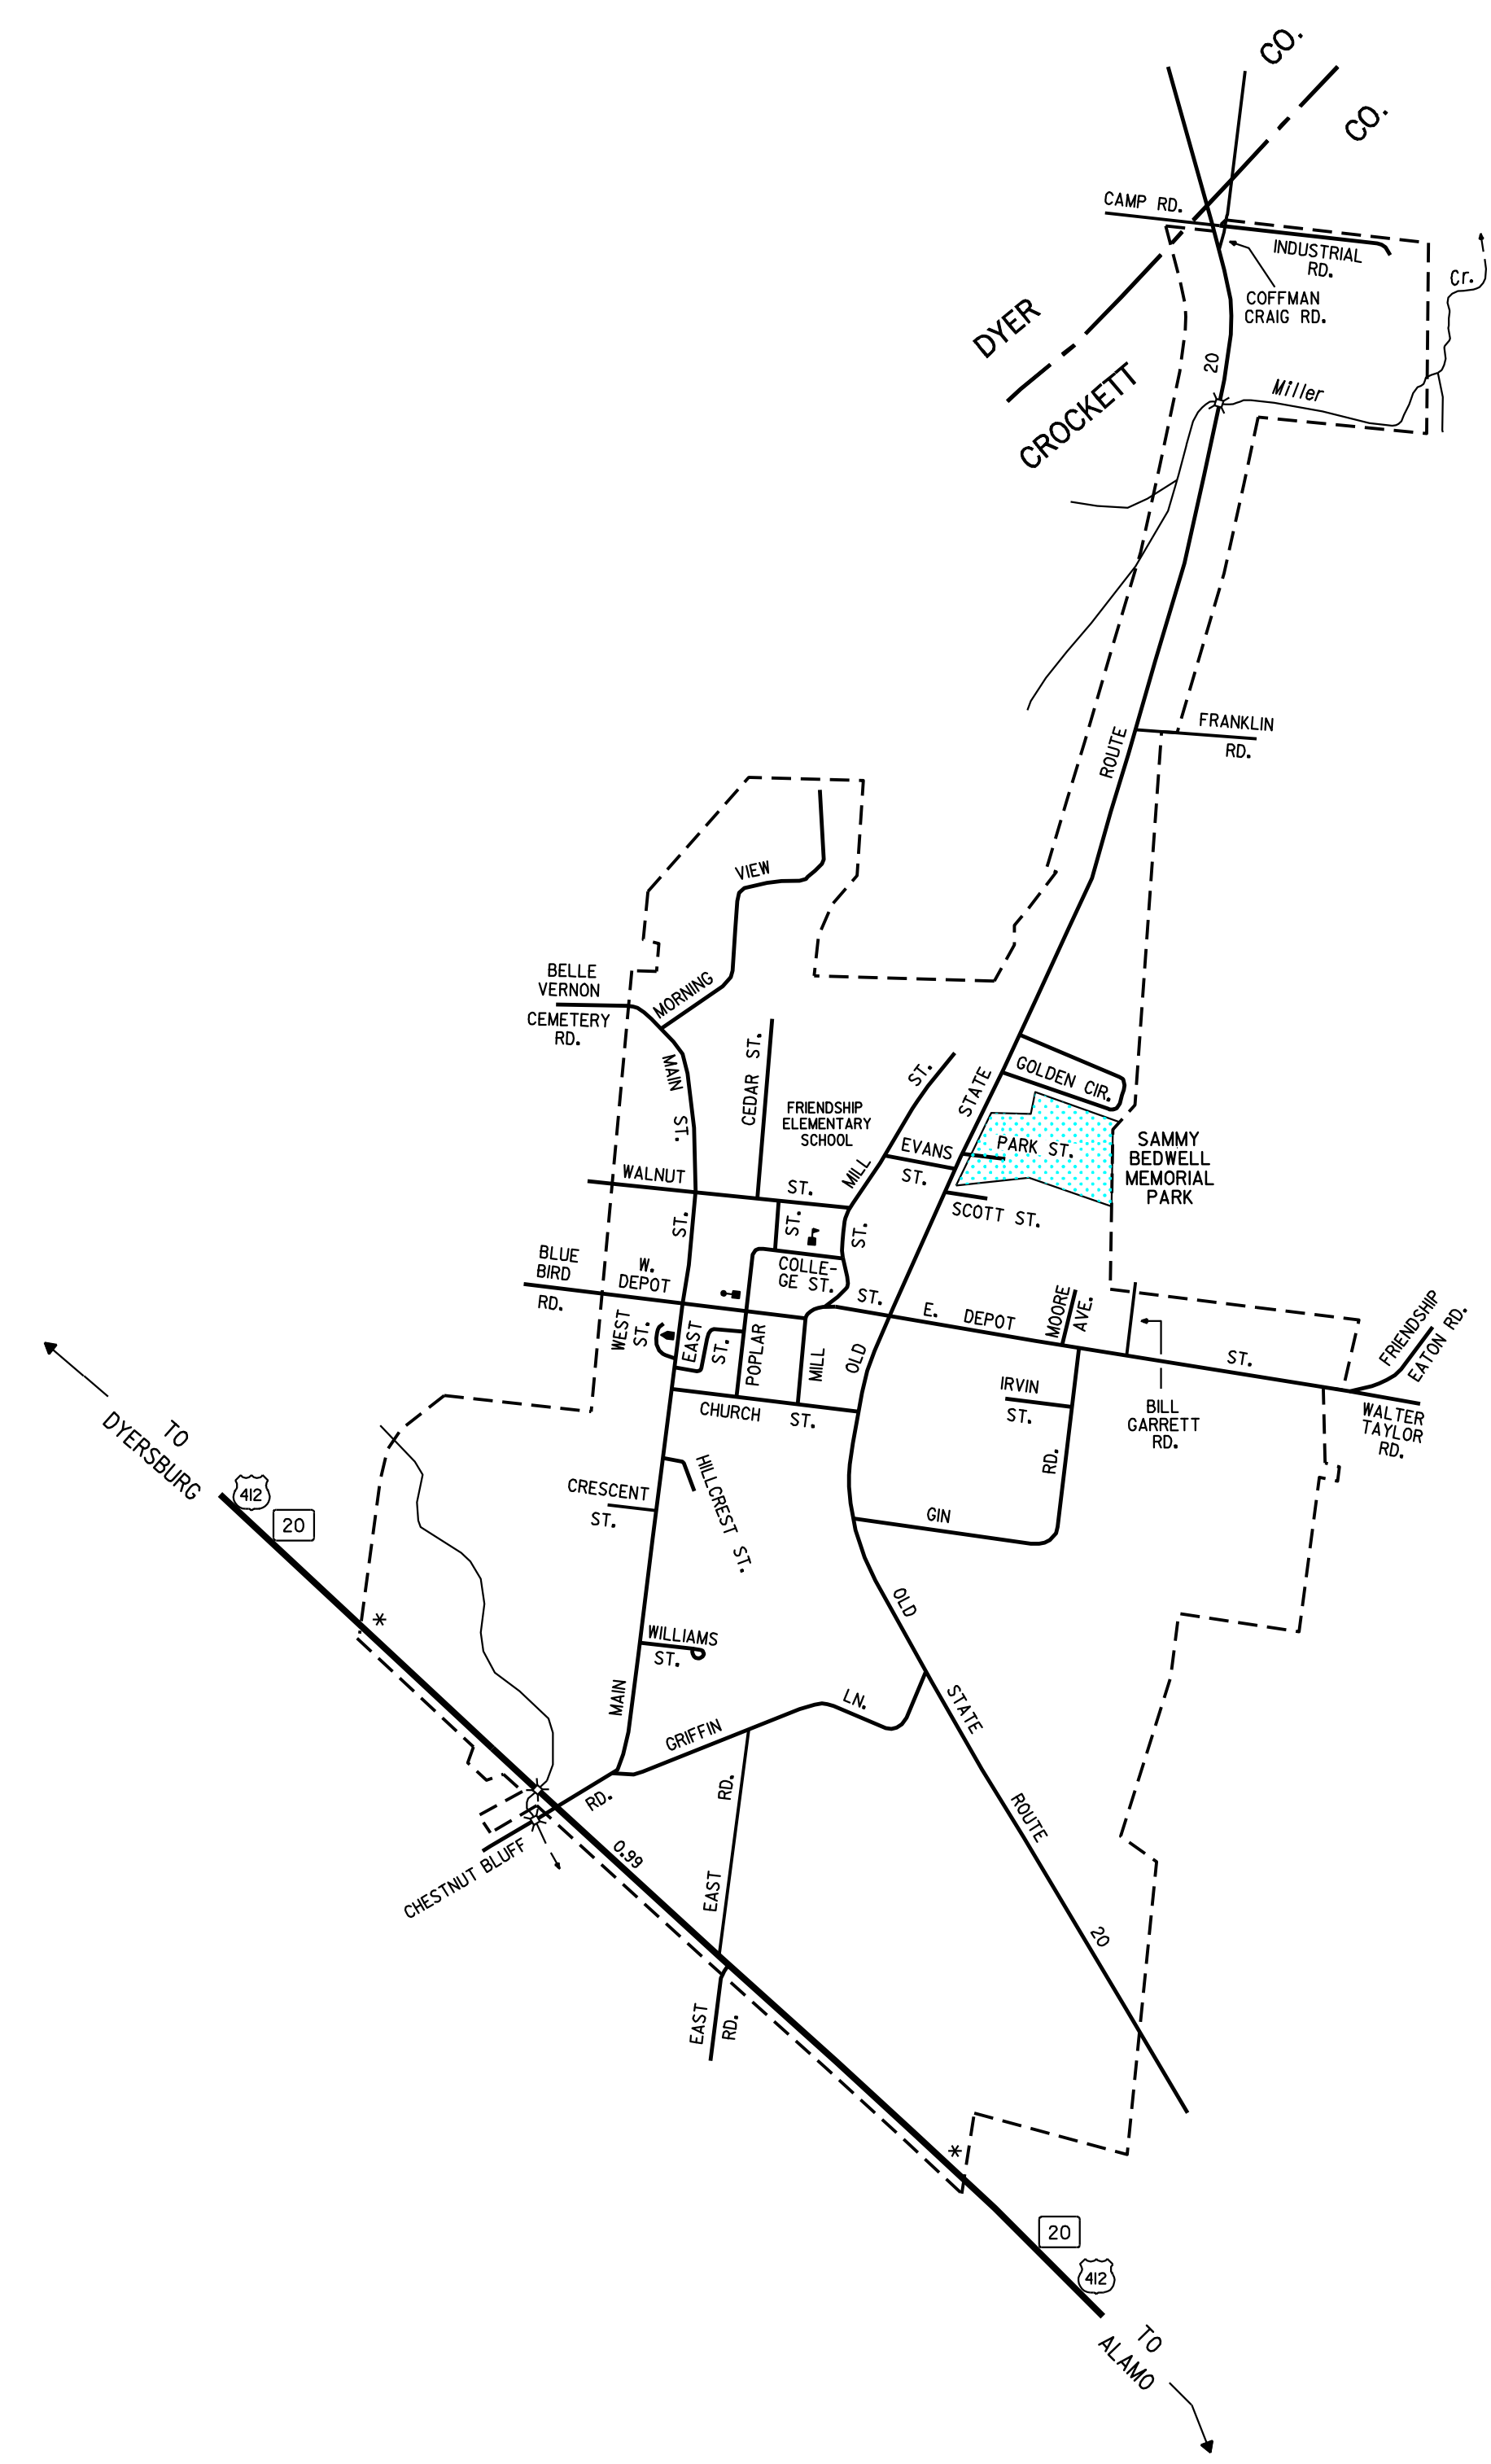 CO.
CO.
CAMP RD.
INDUSTRIAL
RD.
Cr.
COFFMAN
CRAIG RD.
DYER
20
CROCKETT
Miller
FRANKLIN
RD.
ROUTE
VIEW
BELLE
VERNON
MORNING
CEMETERY
RD.
MAIN
ST.
CEDAR ST.
ST.
STATE
GOLDEN CIR.
FRIENDSHIP
ELEMENTARY
SCHOOL
EVANS
ST.
PARK ST.
SAMMY
BEDWELL
MEMORIAL
PARK
MILL
WALNUT
ST.
SCOTT ST.
ST.
ST.
ST.
BLUE
BIRD
RD.
W.
DEPOT
COLLE-
GE ST.
ST.
E.
DEPOT
MOORE
AVE.
FRIENDSHIP
EATON RD.
WEST
ST.
EAST
ST.
POPLAR
MILL
OLD
ST.
IRVIN
ST.
BILL
GARRETT
RD.
WALTER
TAYLOR
RD.
CHURCH ST.
TO
DYERSBURG
412
20
CRESCENT
ST.
HILLCREST ST.
RD.
GIN
OLD
*
WILLIAMS
ST.
MAIN
GRIFFIN
LN.
STATE
RD.
RD.
ROUTE
0.99
CHESTNUT BLUFF
EAST
20
EAST
RD.
*
20
412
TO
ALAMO